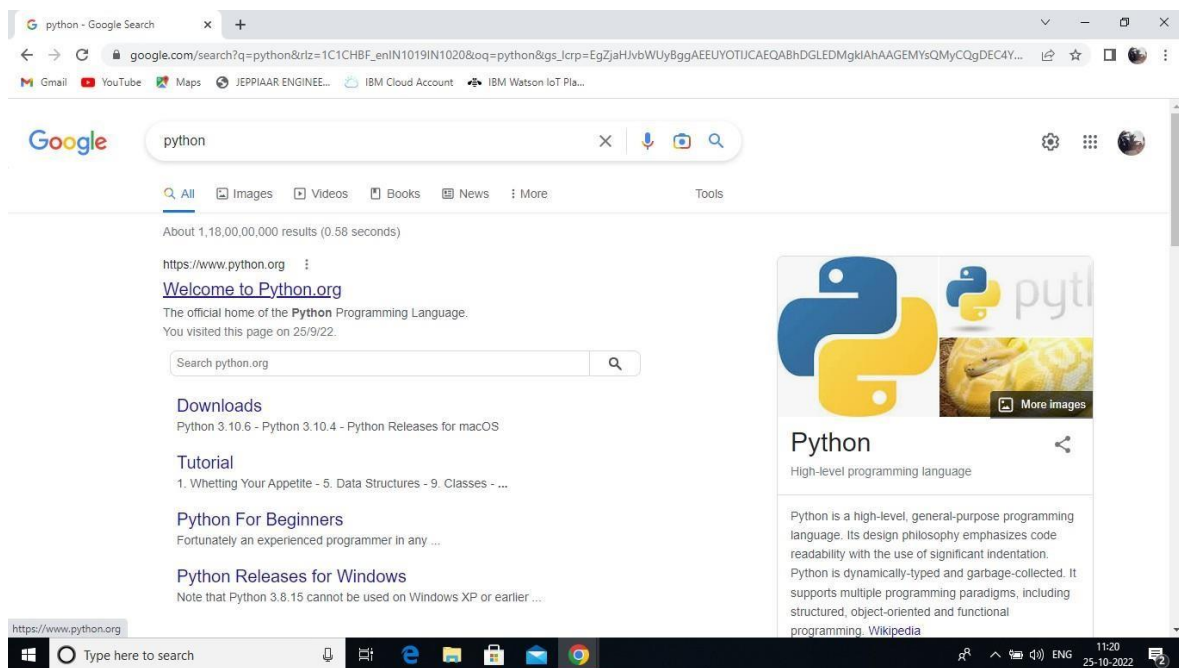 python - Google Search
google.com/search?q=python&rlz=1C1CHBF_enIN1019IN1020&oq=python&gs_lcrp=EgZjaHJvbWUyBggAEEUYOTIJCAEQABhDGLEDMgkIAhAAGEMYsQMyCQgDEC4Y...
Gmail YouTube Maps JEPPIAAR ENGINEE... IBM Cloud Account IBM Watson IoT Pla...
Google python
All Images Videos Books News More Tools
About 1,18,00,00,000 results (0.58 seconds)
https://www.python.org
Welcome to Python.org
The official home of the Python Programming Language.
You visited this page on 25/9/22.
Search python.org
Downloads
Python 3.10.6 - Python 3.10.4 - Python Releases for macOS
Tutorial
1. Whetting Your Appetite - 5. Data Structures - 9. Classes - ...
Python For Beginners
Fortunately an experienced programmer in any ...
Python Releases for Windows
Note that Python 3.8.15 cannot be used on Windows XP or earlier ...
pytl
More images
Python
High-level programming language
Python is a high-level, general-purpose programming
language. Its design philosophy emphasizes code
readability with the use of significant indentation.
Python is dynamically-typed and garbage-collected. It
supports multiple programming paradigms, including
structured, object-oriented and functional
programming. Wikipedia
https://www.python.org
Type here to search
ENG
11:20
25-10-2022
2